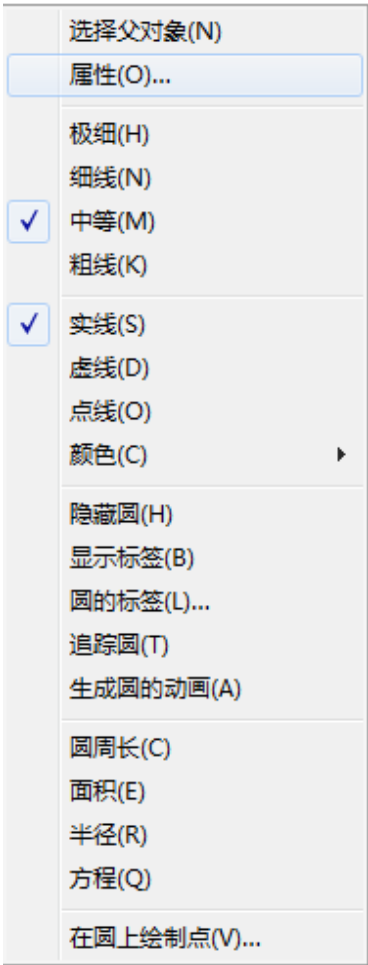 选择父对象(N)
属性(O)...
极细(H)
细线(N)
中等(M)
粗线(K)
实线(S)
虚线(D)
点线(O)
颜色(C)
隐藏圆(H)
显示标签(B)
圆的标签(L)...
追踪圆(T)
生成圆的动画(A)
圆周长(C)
面积(E)
半径(R)
方程(Q)
在圆上绘制点(V)...